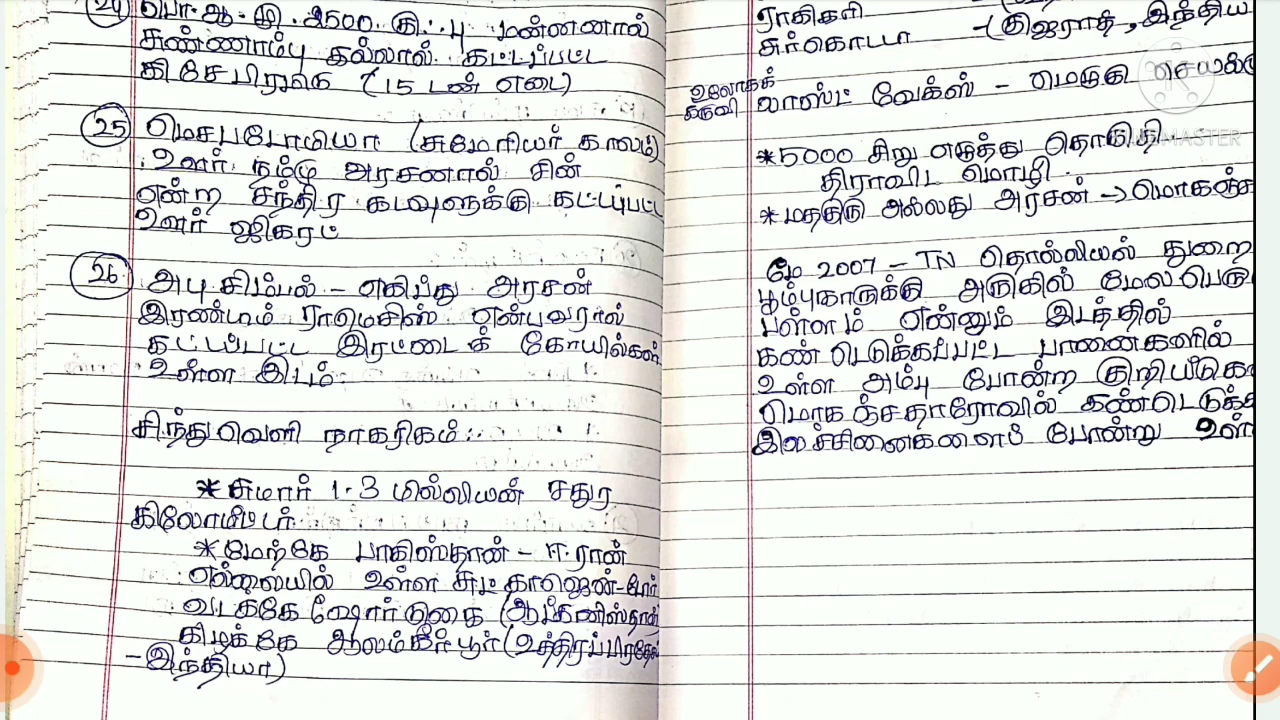 24 பொ.ஆ.மு. 2500 கு.பு மன்னனால்
சுண்ணாம்பு கல்லால் கட்டப்பட்ட
கிசேபிரமிடு (15 டன் எடை)
25 மெசபடோமியா (சுமேரியர் காலம்)
ஊர் நம்மு அரசனால் சின்
என்ற சந்திர கடவுளுக்கு கட்டப்பட்ட
ஊர் ஜிகரட்
26 அபு சிம்பல் - எகிப்து அரசன்
இரண்டாம் ராமெசிஸ் என்பவரால்
கட்டப்பட்ட இரட்டைக் கோயில்கள்
உள்ள இடம்.
சிந்துவெளி நாகரிகம்
* சுமார் 1.3 மில்லியன் சதுர
கிலோமீட்டர்
* மேற்கே பாகிஸ்தான் - ஈரான்
எல்லையில் உள்ள சுட்காஜென்-டோர்
வடக்கே ஷோர்டுகை (ஆப்கனிஸ்தான்)
கிழக்கே ஆலம்கீர்பூர் (உத்திரப்பிரதேஸ்
- இந்தியா)
ராகிகரி
சுர்கொடா - (குஜராத், இந்திய
உலோகக் கருவி லாஸ்ட் வேக்ஸ் - மெருகு செயல்மு
* 5000 சிறு எழுத்து தொகுதி
திராவிட மொழி
* மதகுரு அல்லது அரசன் → மொகஞ்ச
மே 2007 - TN தொல்லியல் துறை
பூம்புகாருக்கு அருகில் மேலபெரு
பள்ளம் என்னும் இடத்தில்
கண்டெடுக்கப்பட்ட பானைகளில்
உள்ள அம்பு போன்ற குறியீடுக
மொகஞ்சதாரோவில் கண்டெடுக்க
இலச்சினைகளைப் போன்று உள்
MASTER